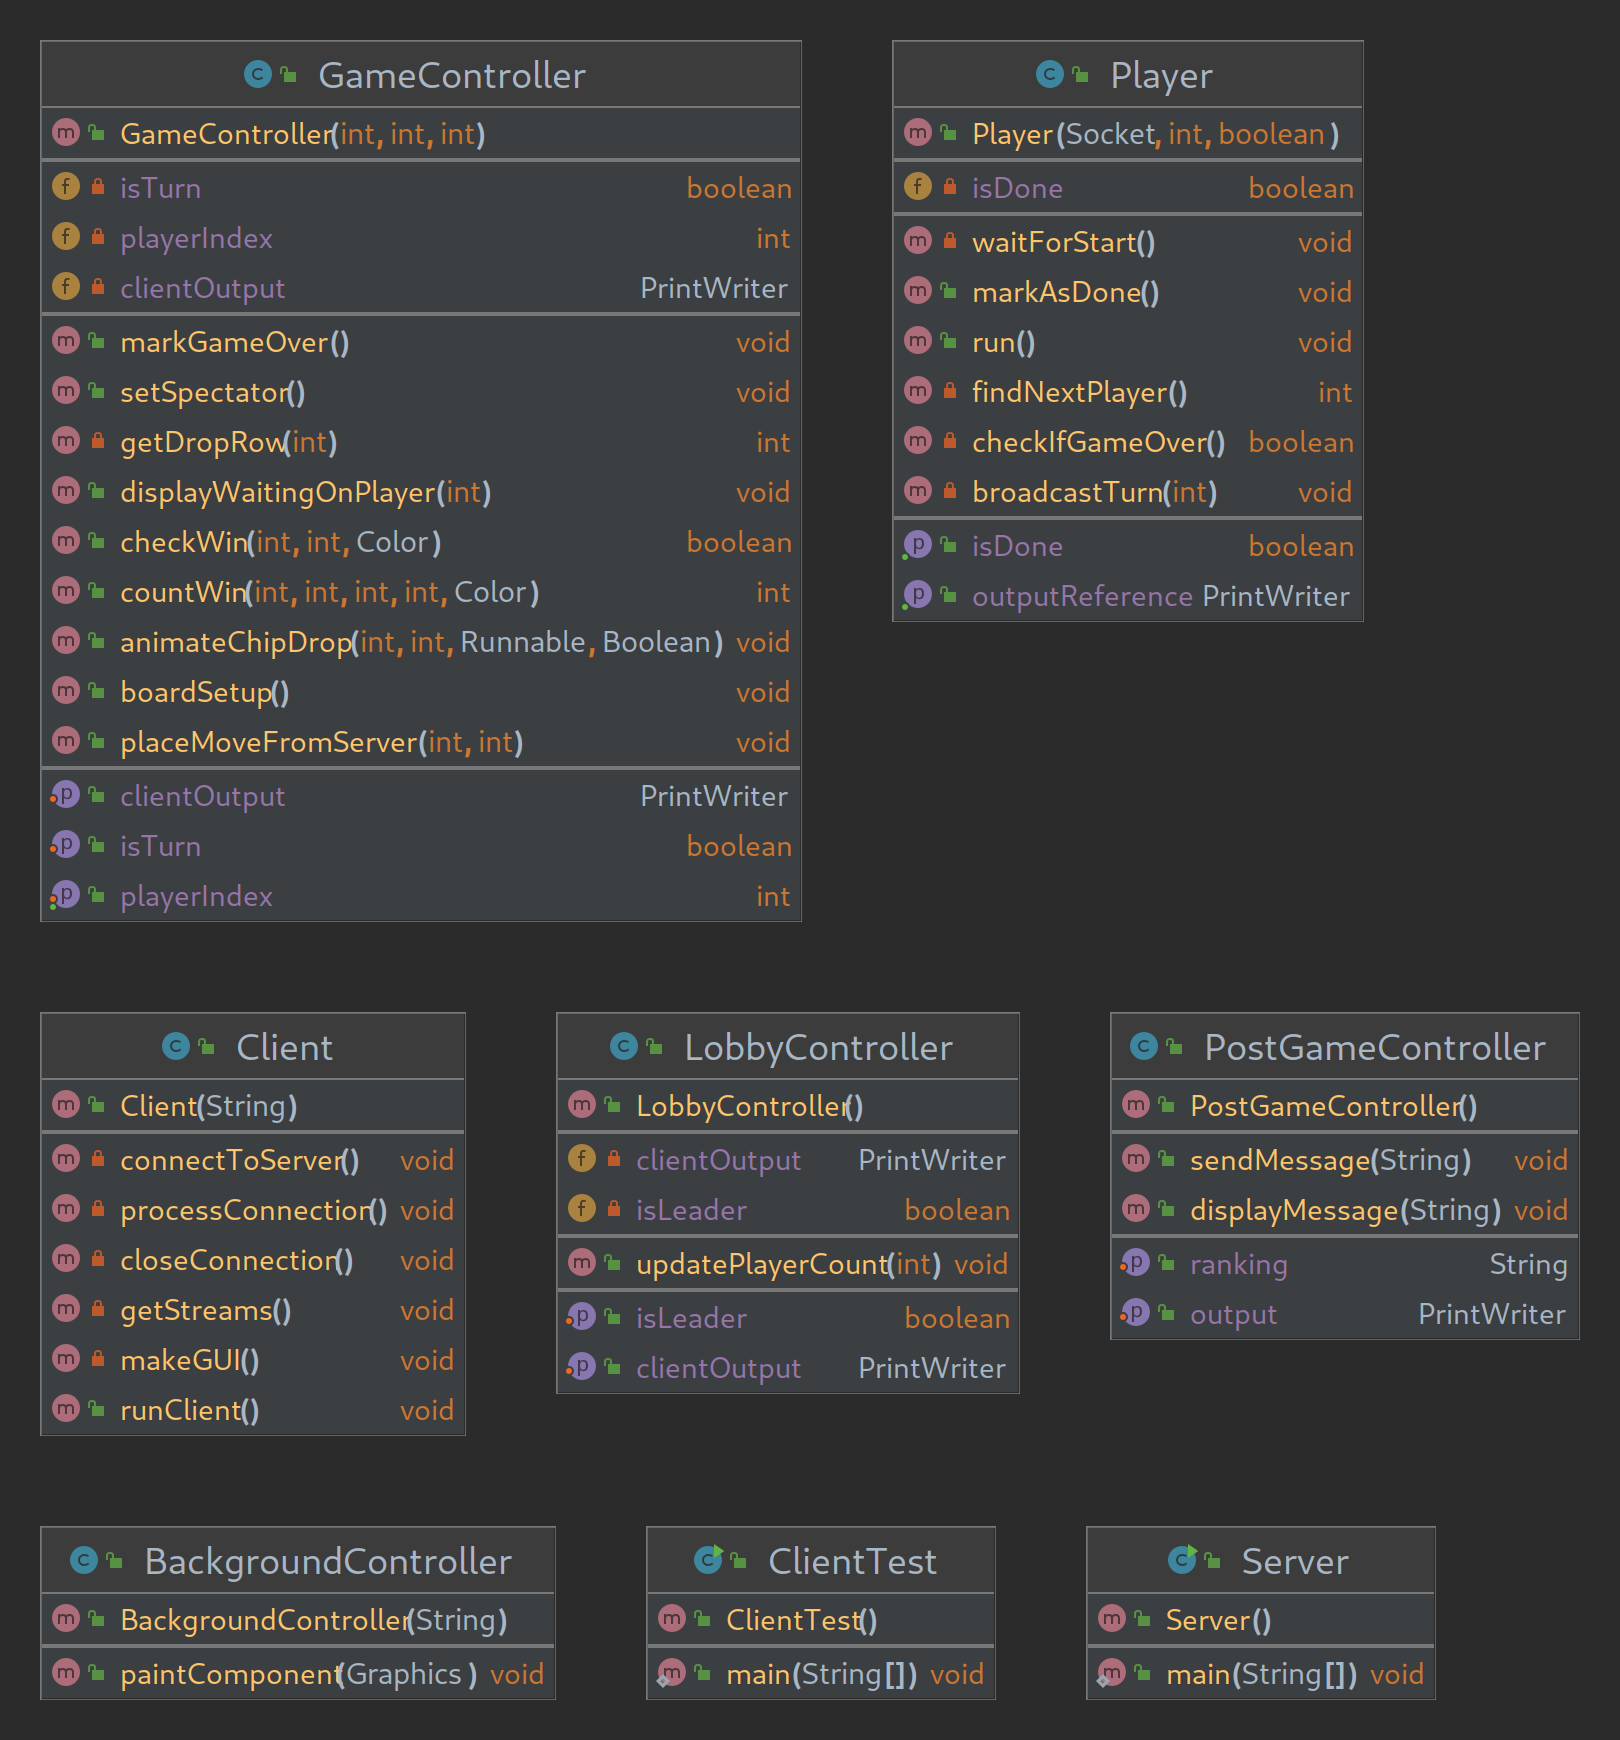 GameController
GameController(int, int, int)
isTurn boolean
playerIndex int
clientOutput PrintWriter
markGameOver() void
setSpectator() void
getDropRow(int) int
displayWaitingOnPlayer(int) void
checkWin(int, int, Color) boolean
countWin(int, int, int, int, Color) int
animateChipDrop(int, int, Runnable, Boolean) void
boardSetup() void
placeMoveFromServer(int, int) void
clientOutput PrintWriter
isTurn boolean
playerIndex int
Player
Player(Socket, int, boolean)
isDone boolean
waitForStart() void
markAsDone() void
run() void
findNextPlayer() int
checkIfGameOver() boolean
broadcastTurn(int) void
isDone boolean
outputReference PrintWriter
Client
Client(String)
connectToServer() void
processConnection() void
closeConnection() void
getStreams() void
makeGUI() void
runClient() void
LobbyController
LobbyController()
clientOutput PrintWriter
isLeader boolean
updatePlayerCount(int) void
isLeader boolean
clientOutput PrintWriter
PostGameController
PostGameController()
sendMessage(String) void
displayMessage(String) void
ranking String
output PrintWriter
BackgroundController
BackgroundController(String)
paintComponent(Graphics) void
ClientTest
ClientTest()
main(String[]) void
Server
Server()
main(String[]) void